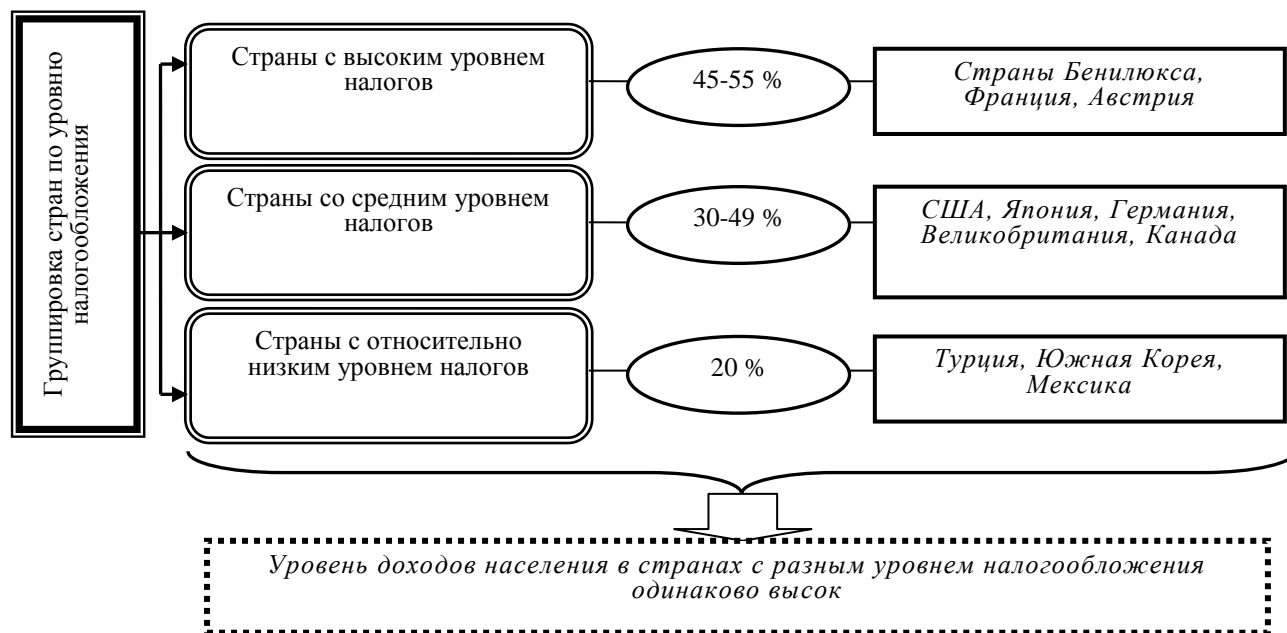 Группировка стран по уровню
налогообложения
Страны с высоким уровнем
налогов
45-55 %
Страны Бенилюкса,
Франция, Австрия
Страны со средним уровнем
налогов
30-49 %
США, Япония, Германия,
Великобритания, Канада
Страны с относительно
низким уровнем налогов
20 %
Турция, Южная Корея,
Мексика
Уровень доходов населения в странах с разным уровнем налогообложения
одинаково высок